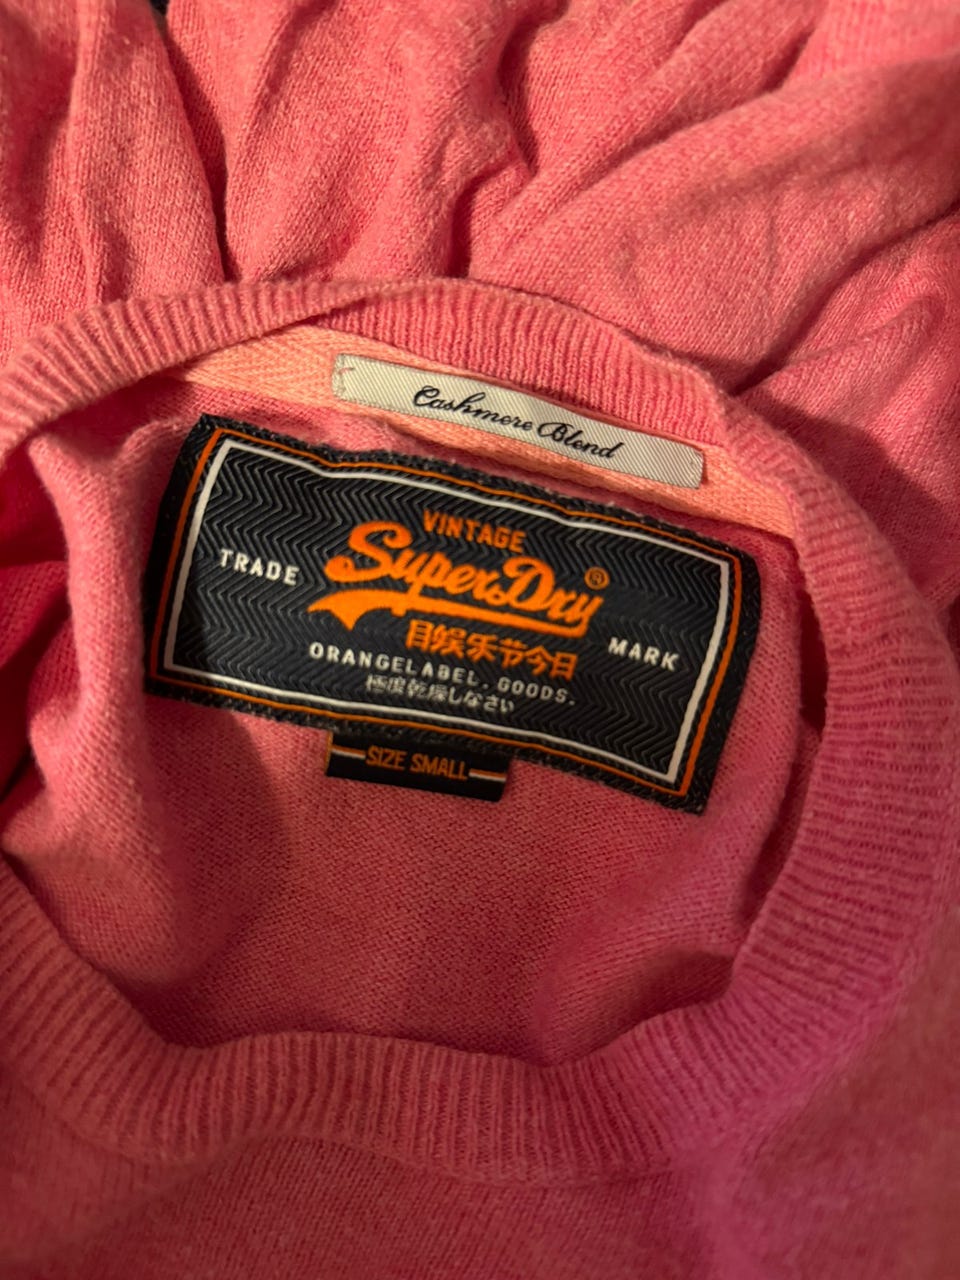 Cashmere Blend
VINTAGE
SuperDry®
TRADE
MARK
目娯乐节今日
ORANGELABEL. GOODS.
極度乾燥しなさい
SIZE SMALL